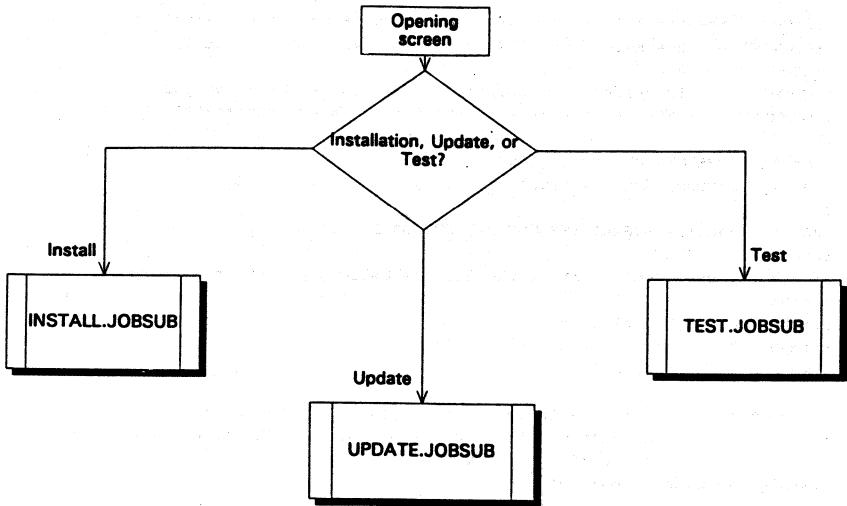 Opening
screen
Installation, Update, or
Test?
Install
Test
INSTALL.JOBSUB
TEST.JOBSUB
Update
UPDATE.JOBSUB